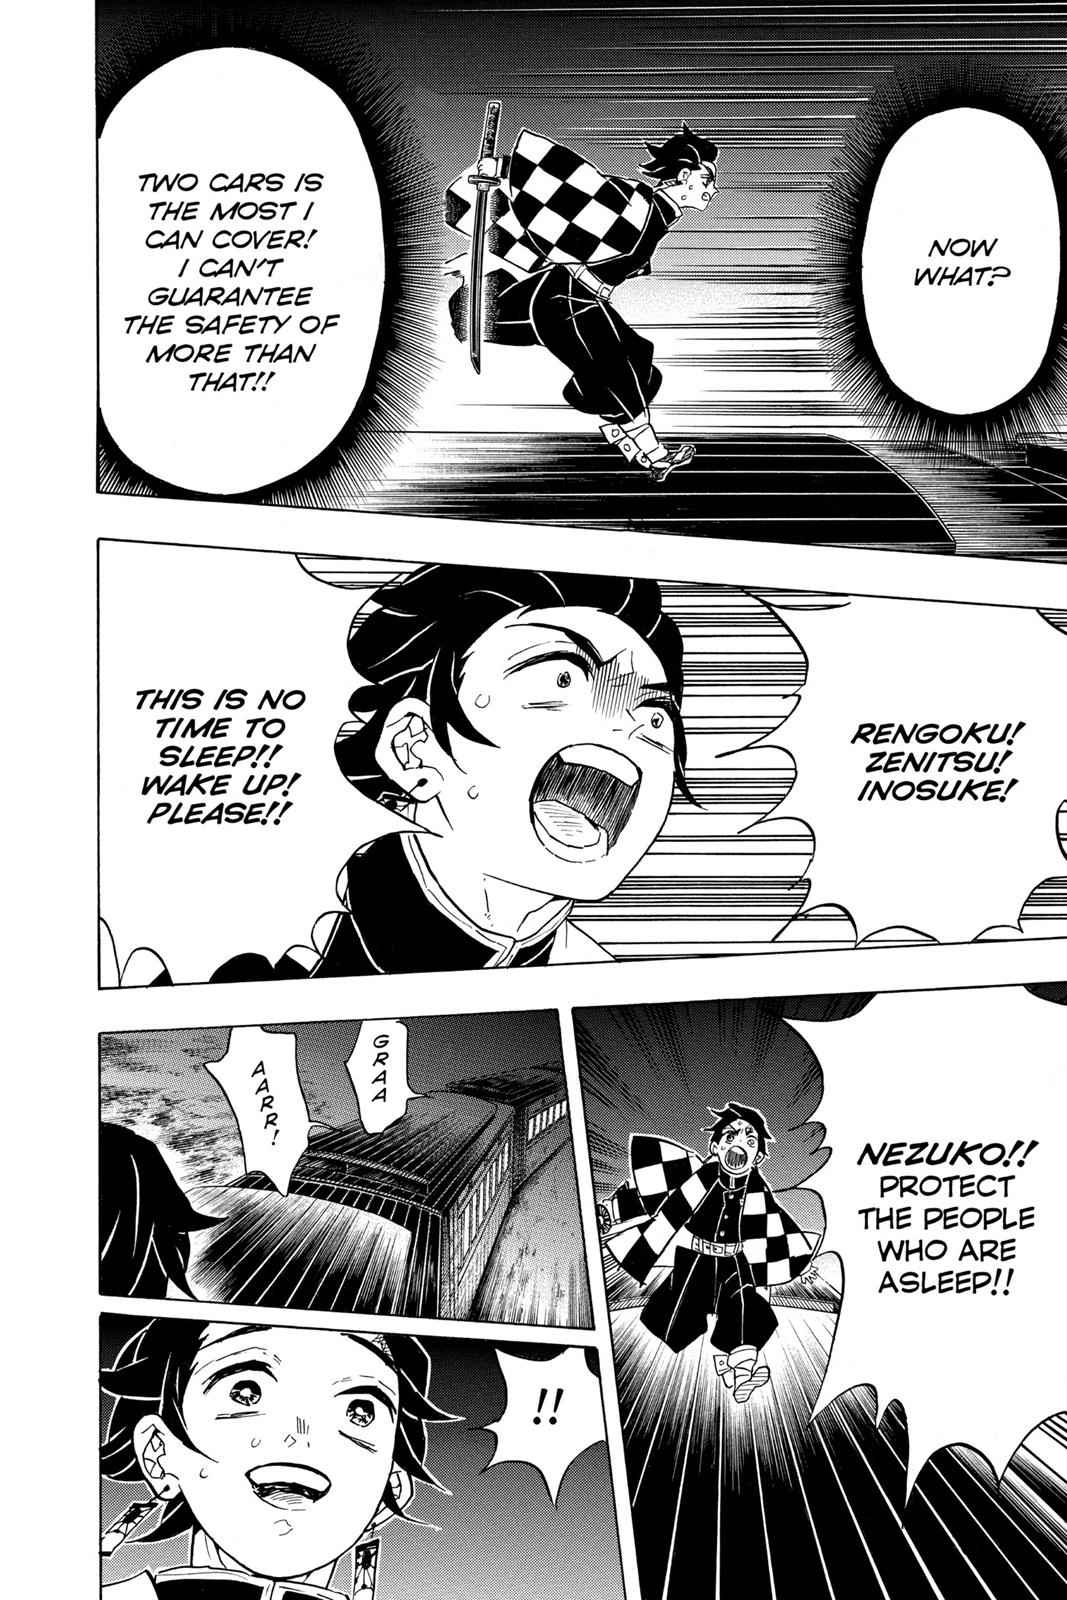 NOW
WHAT?
TWO CARS IS
THE MOST I
CAN COVER!
I CAN'T
GUARANTEE
THE SAFETY OF
MORE THAN
THAT!!
RENGOKU!
ZENITSU!
INOSUKE!
THIS IS NO
TIME TO
SLEEP!!
WAKE UP!
PLEASE!!
NEZUKO!!
PROTECT
THE PEOPLE
WHO ARE
ASLEEP!!
GRAA
AARR!
!!